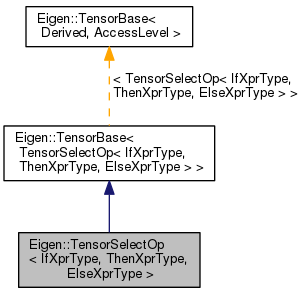 Eigen::TensorBase<
Derived, AccessLevel >
< TensorSelectOp< IfXprType,
ThenXprType, ElseXprType > >
Eigen::TensorBase<
TensorSelectOp< IfXprType,
ThenXprType, ElseXprType > >
Eigen::TensorSelectOp
< IfXprType, ThenXprType,
ElseXprType >